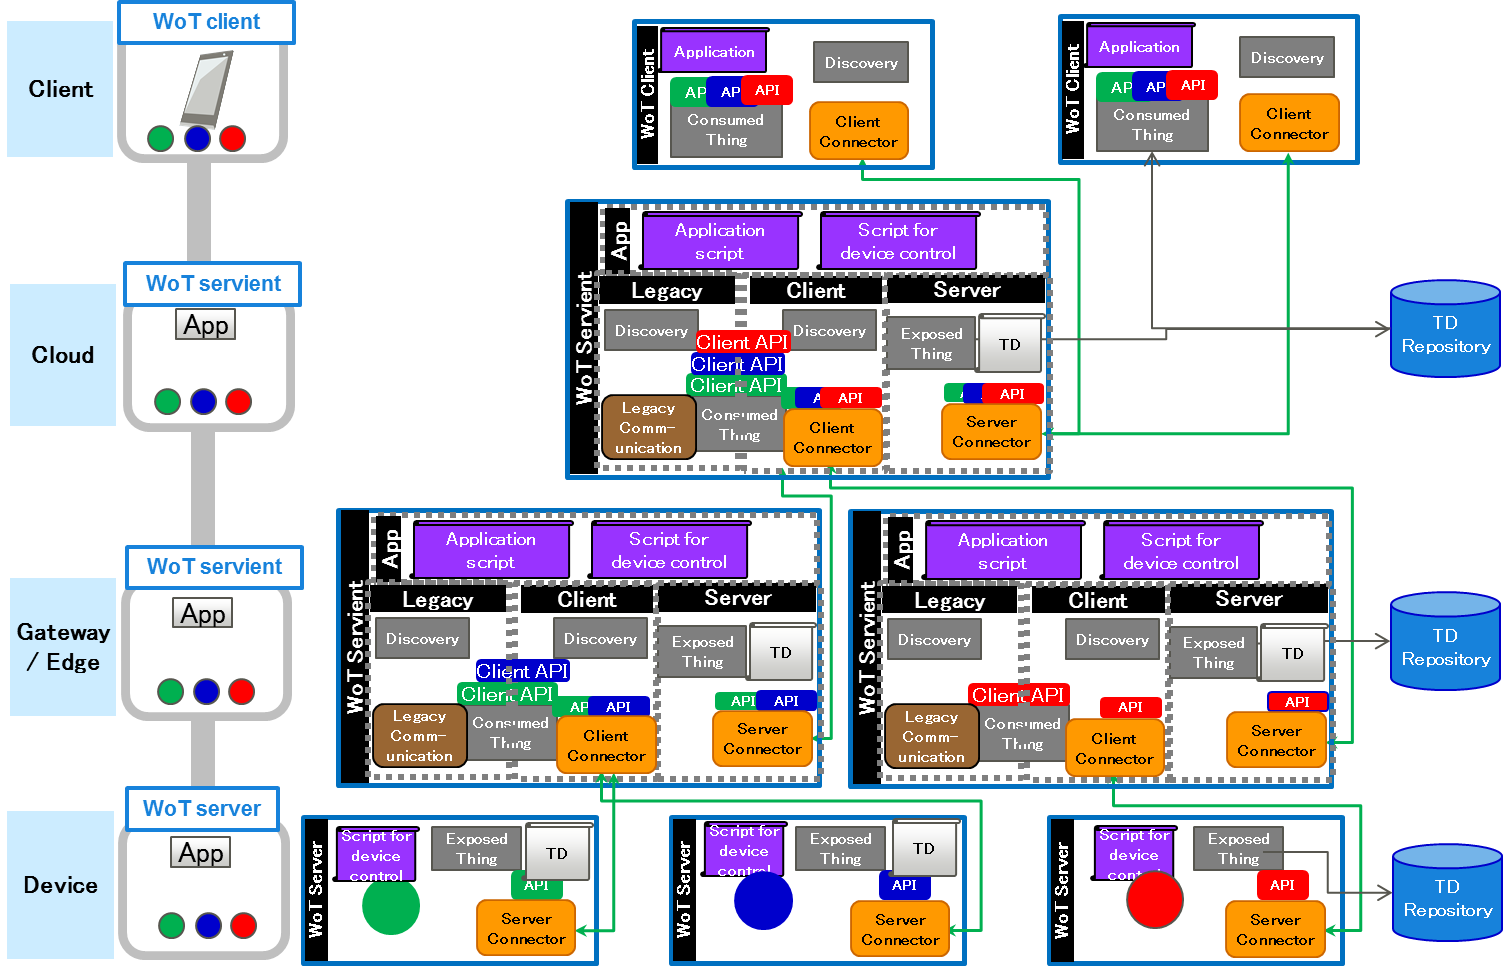 Client
WoT client
WoT Client
Application
AP
AP
API
Consumed
Thing
Discovery
Client
Connector
WoT Client
Application
AP
AP
API
Consumed
Thing
Discovery
Client
Connector
Cloud
WoT servient
App
WoT Servient
App
Application
script
Script for
device control
Legacy
Client
Server
Discovery
Discovery
Exposed
Thing
TD
Client API
Client API
Client API
Legacy
Comm-
unication
Consumed
Thing
API
Client
Connector
API
Server
Connector
TD
Repository
Gateway
/ Edge
WoT servient
App
WoT Servient
App
Application
script
Script for
device control
Legacy
Client
Server
Discovery
Discovery
Exposed
Thing
TD
Client API
Client API
Legacy
Comm-
unication
Consumed
Thing
AP
API
Client
Connector
API
API
Server
Connector
WoT Servient
App
Application
script
Script for
device control
Legacy
Client
Server
Discovery
Discovery
Exposed
Thing
TD
Client API
Legacy
Comm-
unication
Consumed
Thing
API
Client
Connector
API
Server
Connector
TD
Repository
Device
WoT server
App
WoT Server
Script for
device
control
Exposed
Thing
TD
API
Server
Connector
WoT Server
Script for
device
control
Exposed
Thing
TD
API
Server
Connector
WoT Server
Script for
device
Exposed
Thing
API
Server
Connector
TD
Repository